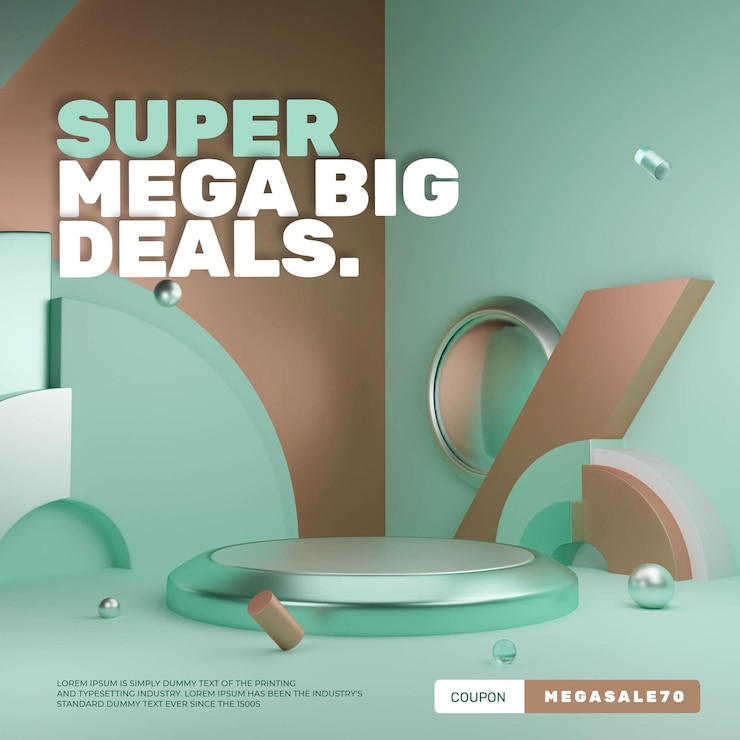 SUPER
MEGA BIG
DEALS.
LOREM IPSUM IS SIMPLY DUMMY TEXT OF THE PRINTING
AND TYPESETTING INDUSTRY. LOREM IPSUM HAS BEEN THE INDUSTRY'S
STANDARD DUMMY TEXT EVER SINCE THE 1500S
COUPON MEGASALE70